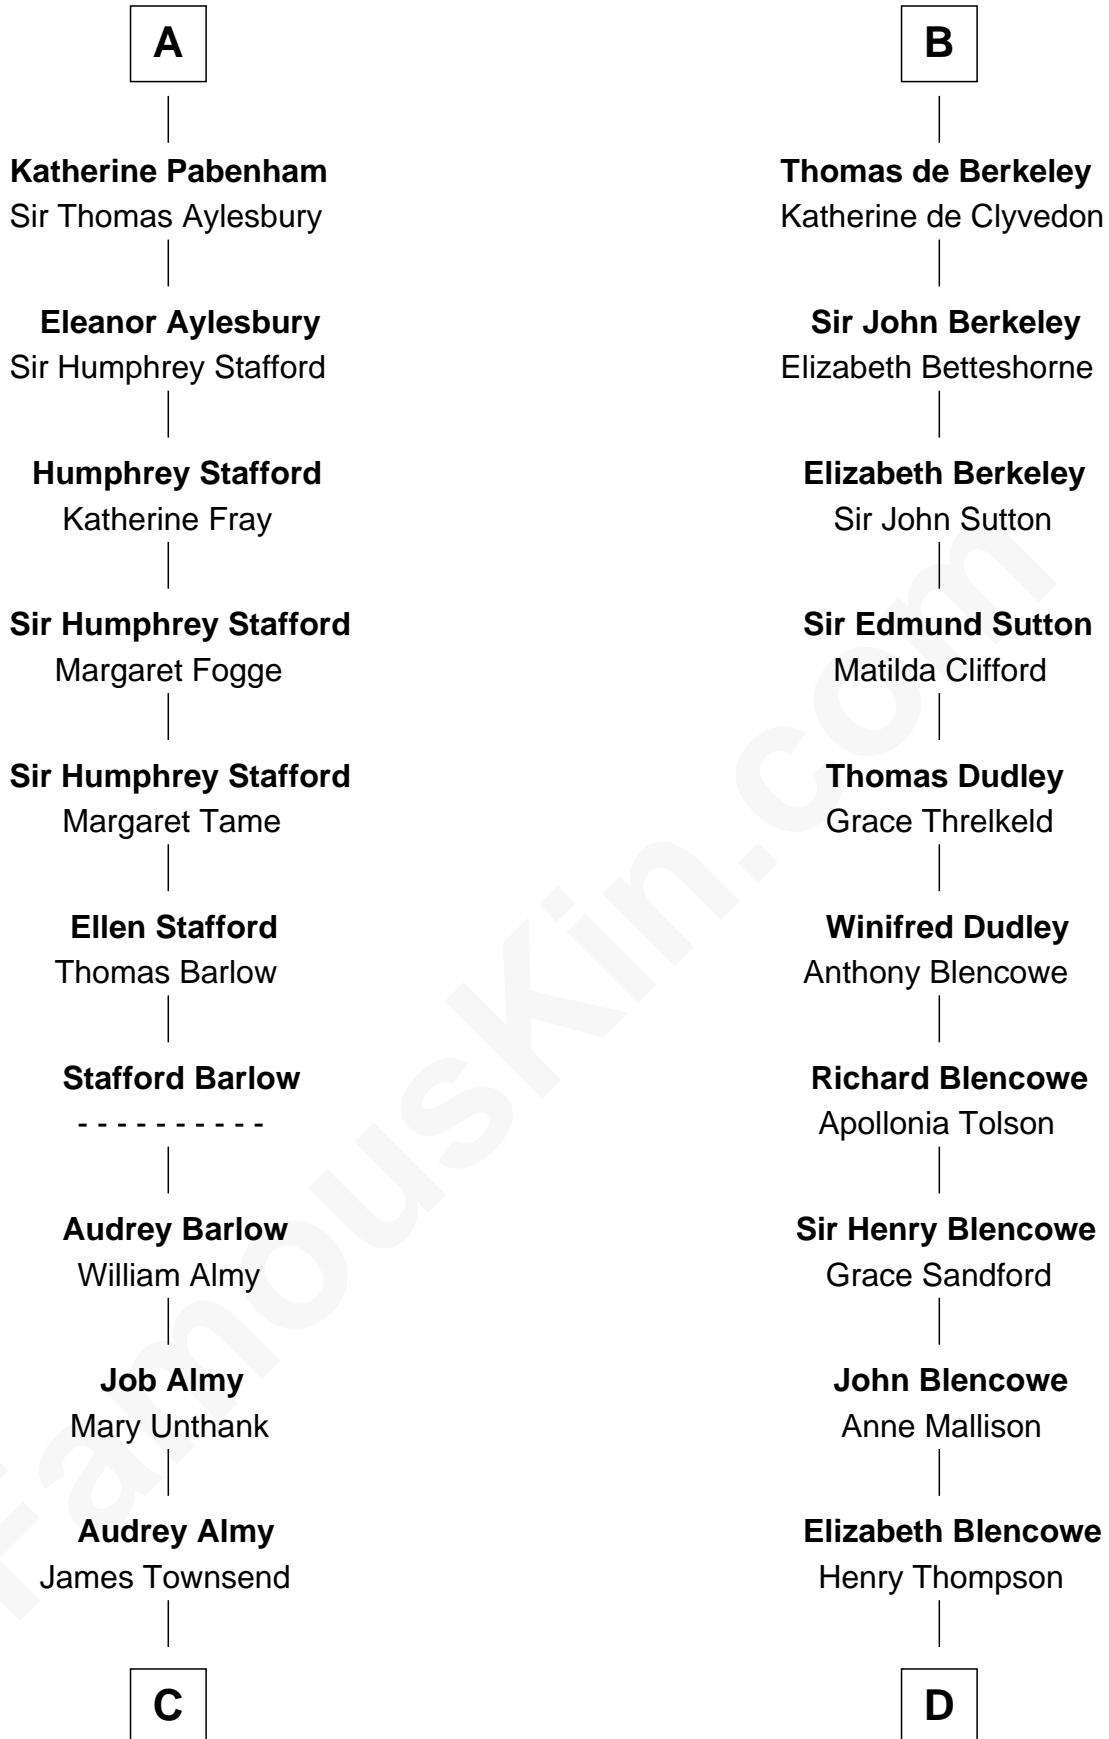 A
Katherine Pabenham
Sir Thomas Aylesbury
Eleanor Aylesbury
Sir Humphrey Stafford
Humphrey Stafford
Katherine Fray
Sir Humphrey Stafford
Margaret Fogge
Sir Humphrey Stafford
Margaret Tame
Ellen Stafford
Thomas Barlow
Stafford Barlow
- - - - - - - - - -
Audrey Barlow
William Almy
Job Almy
Mary Unthank
Audrey Almy
James Townsend
C
B
Thomas de Berkeley
Katherine de Clyvedon
Sir John Berkeley
Elizabeth Betteshorne
Elizabeth Berkeley
Sir John Sutton
Sir Edmund Sutton
Matilda Clifford
Thomas Dudley
Grace Threlkeld
Winifred Dudley
Anthony Blencowe
Richard Blencowe
Apollonia Tolson
Sir Henry Blencowe
Grace Sandford
John Blencowe
Anne Mallison
Elizabeth Blencowe
Henry Thompson
D
FamousKin.com